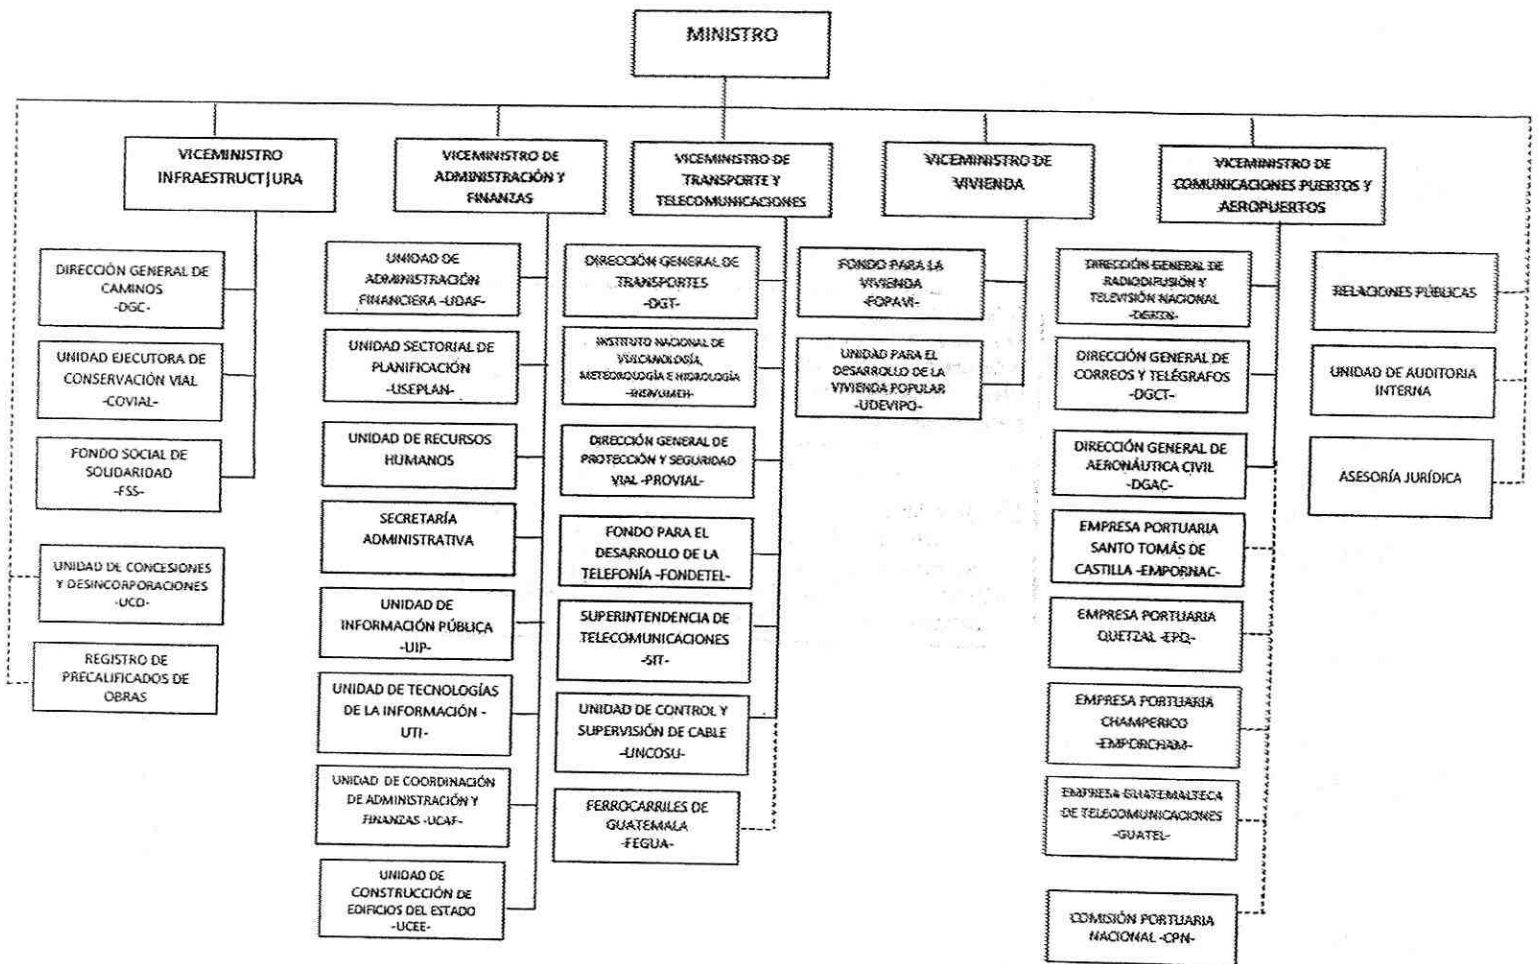 MINISTRO
VICEMINISTRO
INFRAESTRUCTJURA
VICEMINISTRO DE
ADMINISTRACIÓN Y
FINANZAS
VICEMINISTRO DE
TRANSPORTE Y
TELECOMUNICACIONES
VICEMINISTRO DE
VIVIENDA
VICEMINISTRO DE
COMUNICACIONES PUERTOS Y
AEROPUERTOS
DIRECCIÓN GENERAL DE
CAMINOS
-DGC-
UNIDAD EJECUTORA DE
CONSERVACIÓN VIAL
-COVIAL-
FONDO SOCIAL DE
SOLIDARIDAD
-FSS-
UNIDAD DE CONCESIONES
Y DESINCORPORACIONES
-UCD-
REGISTRO DE
PRECALIFICADOS DE
OBRAS
UNIDAD DE
ADMINISTRACIÓN
FINANCIERA -UDAF-
UNIDAD SECTORIAL DE
PLANIFICACIÓN
-USEPLAN-
UNIDAD DE RECURSOS
HUMANOS
SECRETARÍA
ADMINISTRATIVA
UNIDAD DE
INFORMACIÓN PÚBLICA
-UIP-
UNIDAD DE TECNOLOGÍAS
DE LA INFORMACIÓN -
UTI-
UNIDAD DE COORDINACIÓN
DE ADMINISTRACIÓN Y
FINANZAS -UCAF-
UNIDAD DE
CONSTRUCCIÓN DE
EDIFICIOS DEL ESTADO
-UCEE-
DIRECCIÓN GENERAL DE
TRANSPORTES
-DGT-
INSTITUTO NACIONAL DE
VULCANOLOGÍA,
METEOROLOGÍA E HIDROLOGÍA
-INSIVUMEH-
DIRECCIÓN GENERAL DE
PROTECCIÓN Y SEGURIDAD
VIAL -PROVIAL-
FONDO PARA EL
DESARROLLO DE LA
TELEFONÍA -FONDETEL-
SUPERINTENDENCIA DE
TELECOMUNICACIONES
-SIT-
UNIDAD DE CONTROL Y
SUPERVISIÓN DE CABLE
-UNCOSU-
FERROCARRILES DE
GUATEMALA
-FEGUA-
FONDO PARA LA
VIVIENDA
-FOPAVI-
UNIDAD PARA EL
DESARROLLO DE LA
VIVIENDA POPULAR
-UDEVIPO-
DIRECCIÓN GENERAL DE
RADIODIFUSIÓN Y
TELEVISIÓN NACIONAL
-DGRTN-
DIRECCIÓN GENERAL DE
CORREOS Y TELÉGRAFOS
-DGCT-
DIRECCIÓN GENERAL DE
AERONÁUTICA CIVIL
-DGAC-
EMPRESA PORTUARIA
SANTO TOMÁS DE
CASTILLA -EMPORNAC-
EMPRESA PORTUARIA
QUETZAL -EPQ-
EMPRESA PORTUARIA
CHAMPERICO
-EMPORCHAM-
EMPRESA GUATEMALTECA
DE TELECOMUNICACIONES
-GUATEL-
COMISIÓN PORTUARIA
NACIONAL -CPN-
RELACIONES PÚBLICAS
UNIDAD DE AUDITORIA
INTERNA
ASESORÍA JURÍDICA